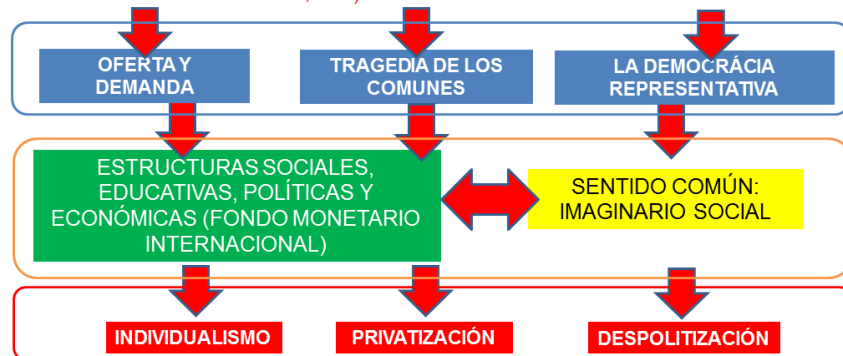 OFERTA Y
DEMANDA
TRAGEDIA DE LOS
COMUNES
LA DEMOCRÁCIA
REPRESENTATIVA
ESTRUCTURAS SOCIALES,
EDUCATIVAS, POLÍTICAS Y
ECONÓMICAS (FONDO MONETARIO
INTERNACIONAL)
SENTIDO COMÚN:
IMAGINARIO SOCIAL
INDIVIDUALISMO
PRIVATIZACIÓN
DESPOLITIZACIÓN